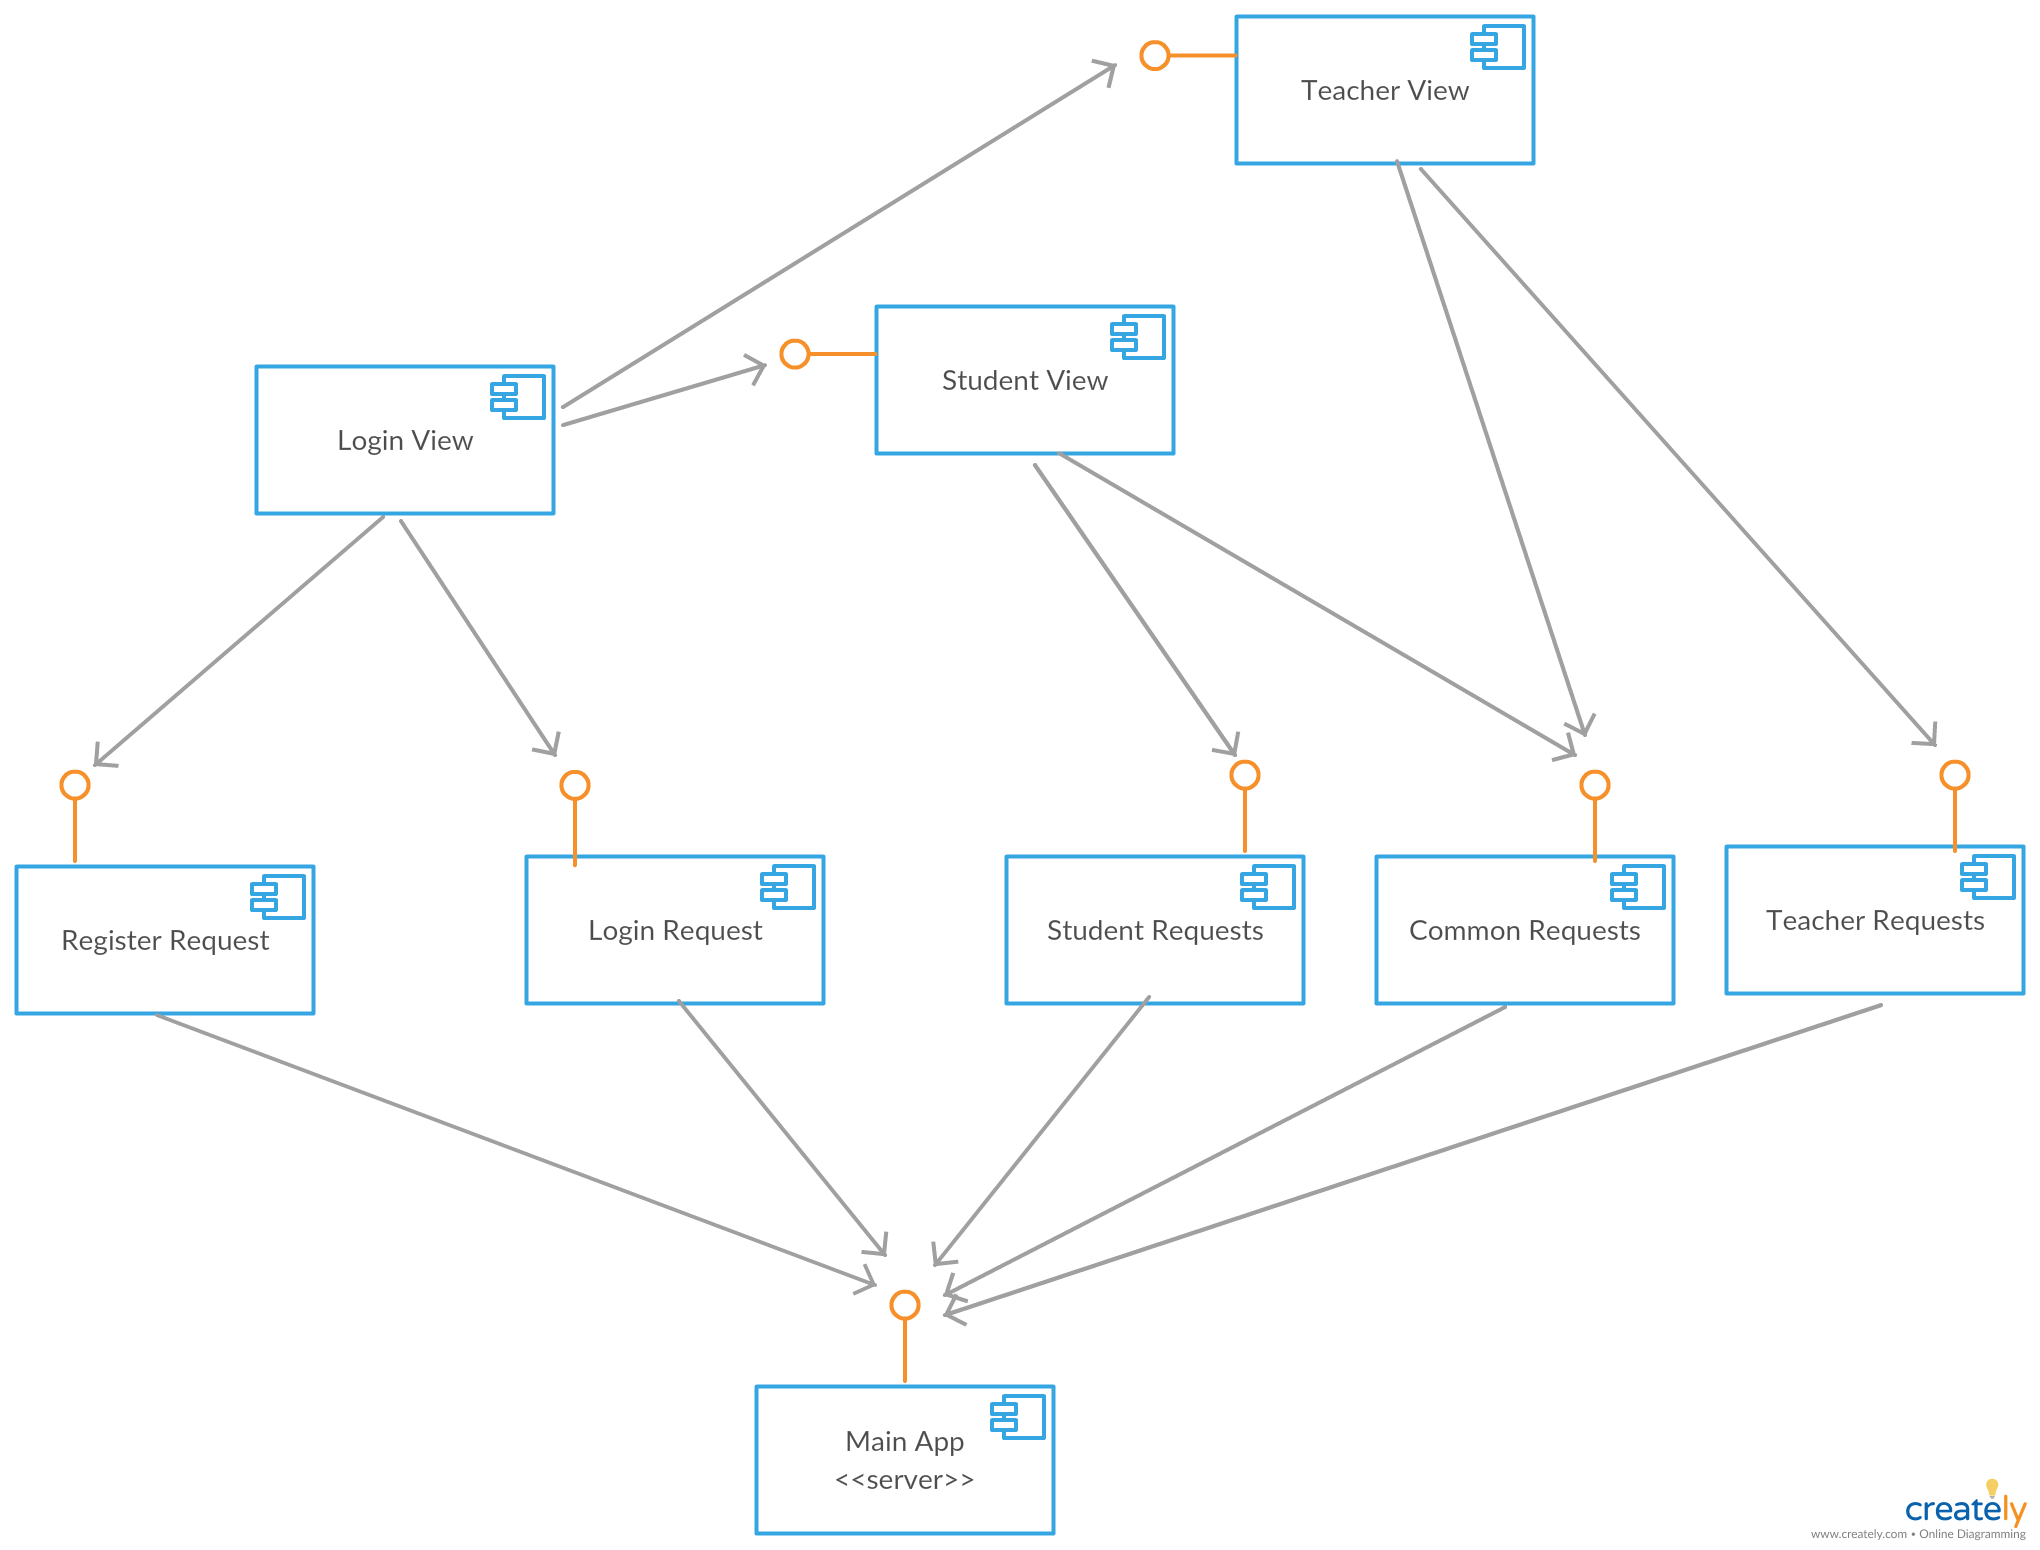 Teacher View
Student View
Login View
Register Request
Login Request
Student Requests
Common Requests
Teacher Requests
Main App
<<server>>
creately
www.creately.com • Online Diagramming